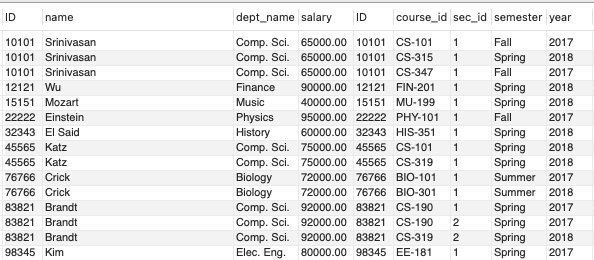 ID name dept_name salary ID course_id sec_id semester year
10101 Srinivasan Comp. Sci. 65000.00 10101 CS-101 1 Fall 2017
10101 Srinivasan Comp. Sci. 65000.00 10101 CS-315 1 Spring 2018
10101 Srinivasan Comp. Sci. 65000.00 10101 CS-347 1 Fall 2017
12121 Wu Finance 90000.00 12121 FIN-201 1 Spring 2018
15151 Mozart Music 40000.00 15151 MU-199 1 Spring 2018
22222 Einstein Physics 95000.00 22222 PHY-101 1 Fall 2017
32343 El Said History 60000.00 32343 HIS-351 1 Spring 2018
45565 Katz Comp. Sci. 75000.00 45565 CS-101 1 Spring 2018
45565 Katz Comp. Sci. 75000.00 45565 CS-319 1 Spring 2018
76766 Crick Biology 72000.00 76766 BIO-101 1 Summer 2017
76766 Crick Biology 72000.00 76766 BIO-301 1 Summer 2018
83821 Brandt Comp. Sci. 92000.00 83821 CS-190 1 Spring 2017
83821 Brandt Comp. Sci. 92000.00 83821 CS-190 2 Spring 2017
83821 Brandt Comp. Sci. 92000.00 83821 CS-319 2 Spring 2018
98345 Kim Elec. Eng. 80000.00 98345 EE-181 1 Spring 2017